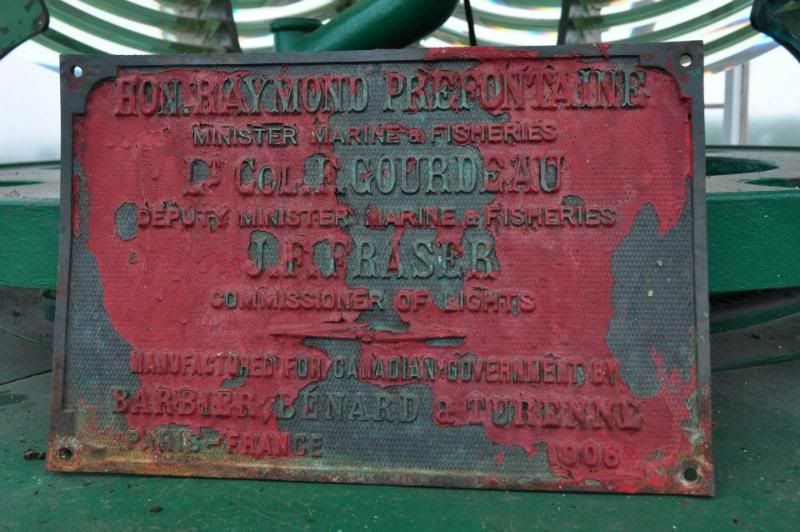 HON. RAYMOND PREFONTAINE
MINISTER MARINE & FISHERIES
LT COL. F. GOURDEAU
DEPUTY MINISTER MARINE & FISHERIES
J. F. FRASER
COMMISSIONER OF LIGHTS
MANUFACTURED FOR CANADIAN GOVERNMENT BY
BARBIER, BÉNARD & TURENNE
PARIS-FRANCE 1906